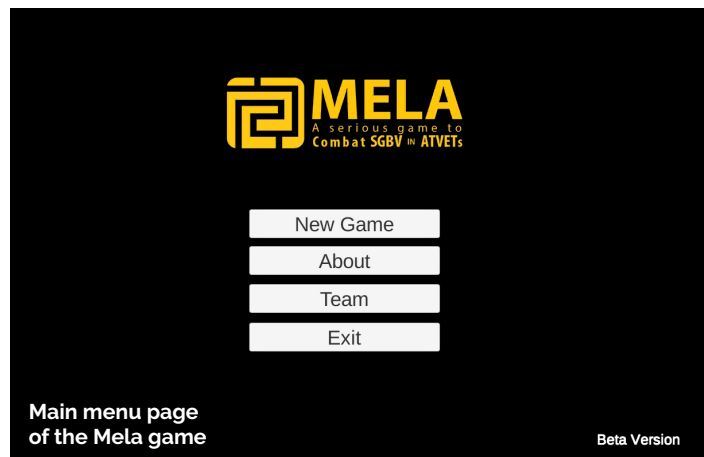 MELA
A serious game to
Combat SGBV IN ATVETs
New Game
About
Team
Exit
Main menu page
of the Mela game
Beta Version